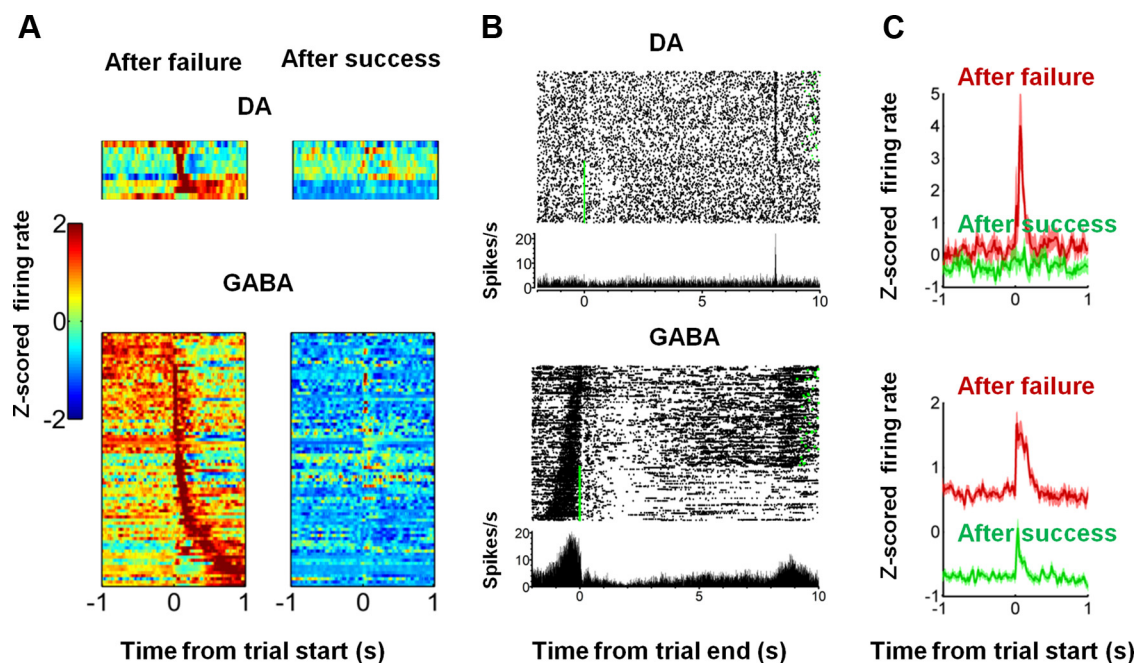 A
After failure
After success
DA
Z-scored firing rate
2
0
-2
GABA
-1
0
1
-1
0
1
Time from trial start (s)
B
DA
Spikes/s
20
10
0
0
5
10
GABA
Spikes/s
20
10
0
0
5
10
Time from trial end (s)
C
After failure
Z-scored firing rate
5
4
3
2
1
0
-1
After success
-1
0
1
After failure
Z-scored firing rate
2
1
0
-1
After success
-1
0
1
Time from trial start (s)